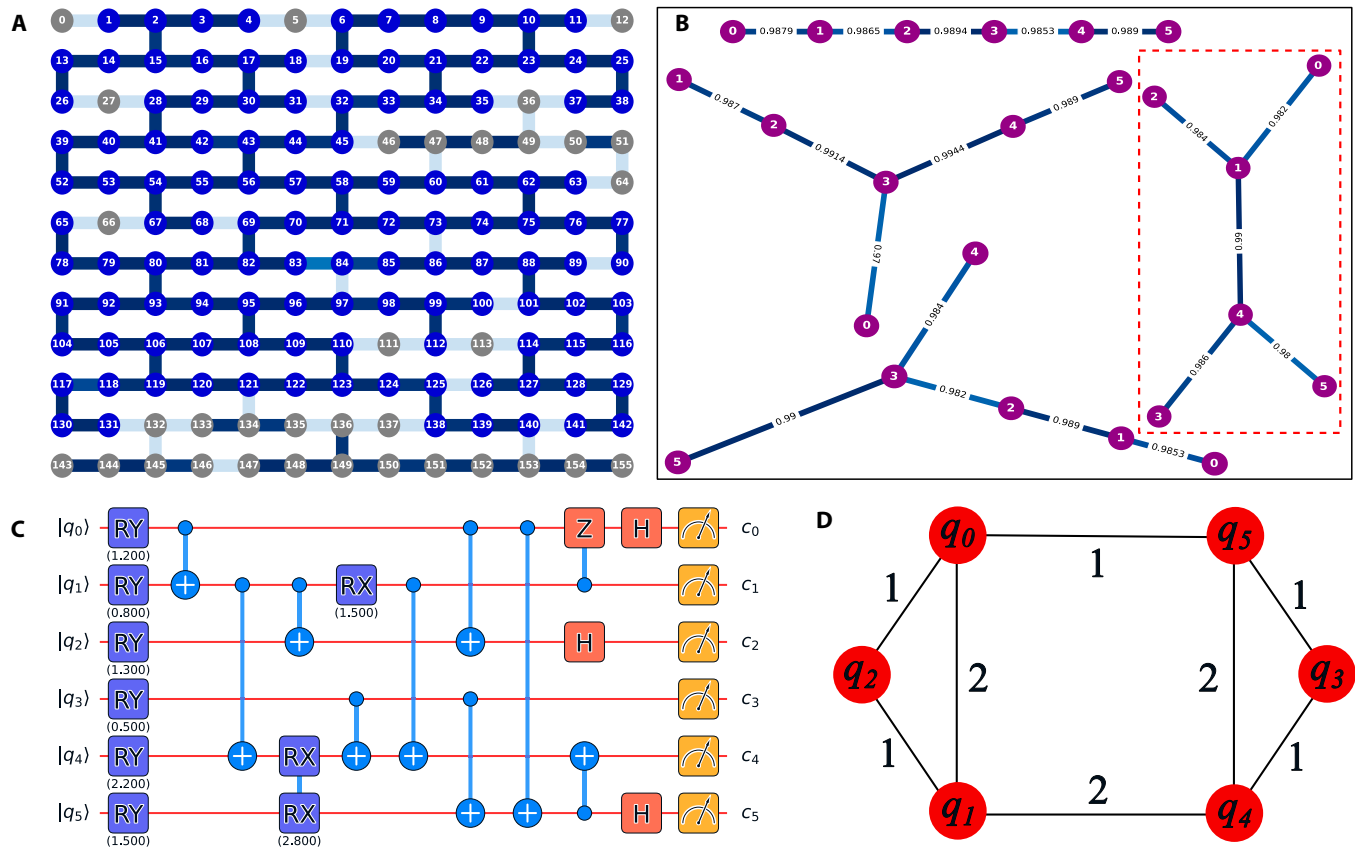 A
0 1 2 3 4 5 6 7 8 9 10 11 12
13 14 15 16 17 18 19 20 21 22 23 24 25
26 27 28 29 30 31 32 33 34 35 36 37 38
39 40 41 42 43 44 45 46 47 48 49 50 51
52 53 54 55 56 57 58 59 60 61 62 63 64
65 66 67 68 69 70 71 72 73 74 75 76 77
78 79 80 81 82 83 84 85 86 87 88 89 90
91 92 93 94 95 96 97 98 99 100 101 102 103
104 105 106 107 108 109 110 111 112 113 114 115 116
117 118 119 120 121 122 123 124 125 126 127 128 129
130 131 132 133 134 135 136 137 138 139 140 141 142
143 144 145 146 147 148 149 150 151 152 153 154 155
B
0 0.9879 1 0.9865 2 0.9894 3 0.9853 4 0.989 5
1 0.987 2 0.9914 3 0.9944 4 0.989 5
0.97
0
4
0.984
5 0.99 3 0.982 2 0.989 1 0.9853 0
2 0.984 1 0.982 0
0.99
4
3 0.986 0.98 5
C
|q0⟩ RY Z H c0
(1.200)
|q1⟩ RY RX c1
(0.800) (1.500)
|q2⟩ RY H c2
(1.300)
|q3⟩ RY c3
(0.500)
|q4⟩ RY RX c4
(2.200)
|q5⟩ RY RX H c5
(1.500) (2.800)
D
q0 1 q5
1 1
q2 2 2 q3
1 1
q1 2 q4